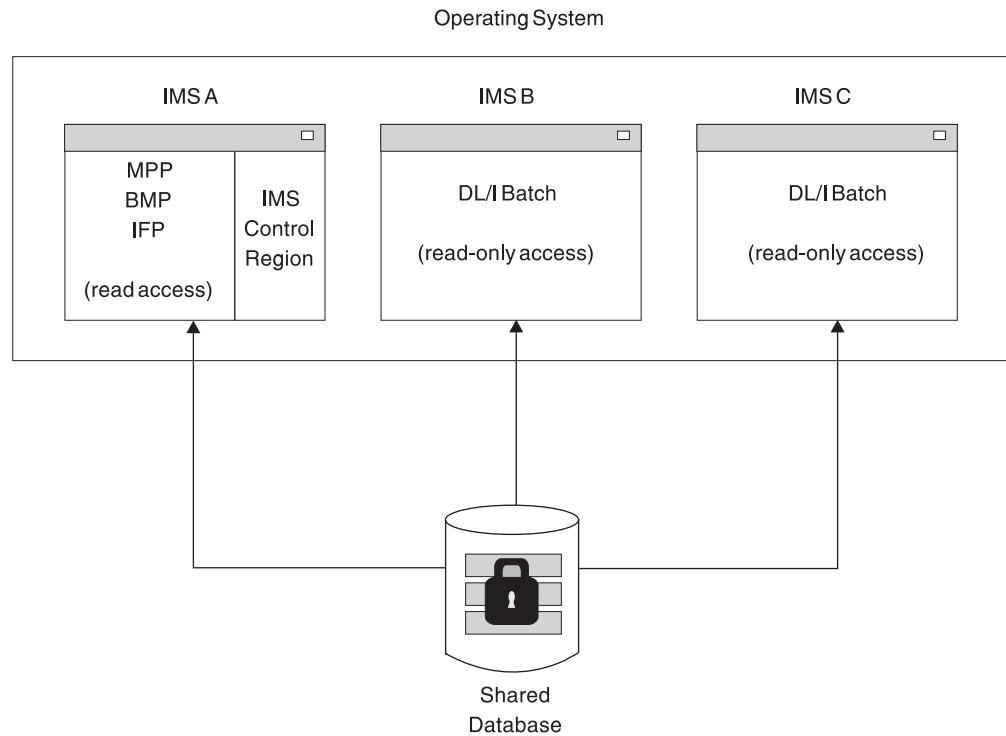 Operating System
IMS A
IMS B
IMS C
MPP
BMP
IFP
(read access)
IMS
Control
Region
DL/I Batch
(read-only access)
DL/I Batch
(read-only access)
Shared
Database